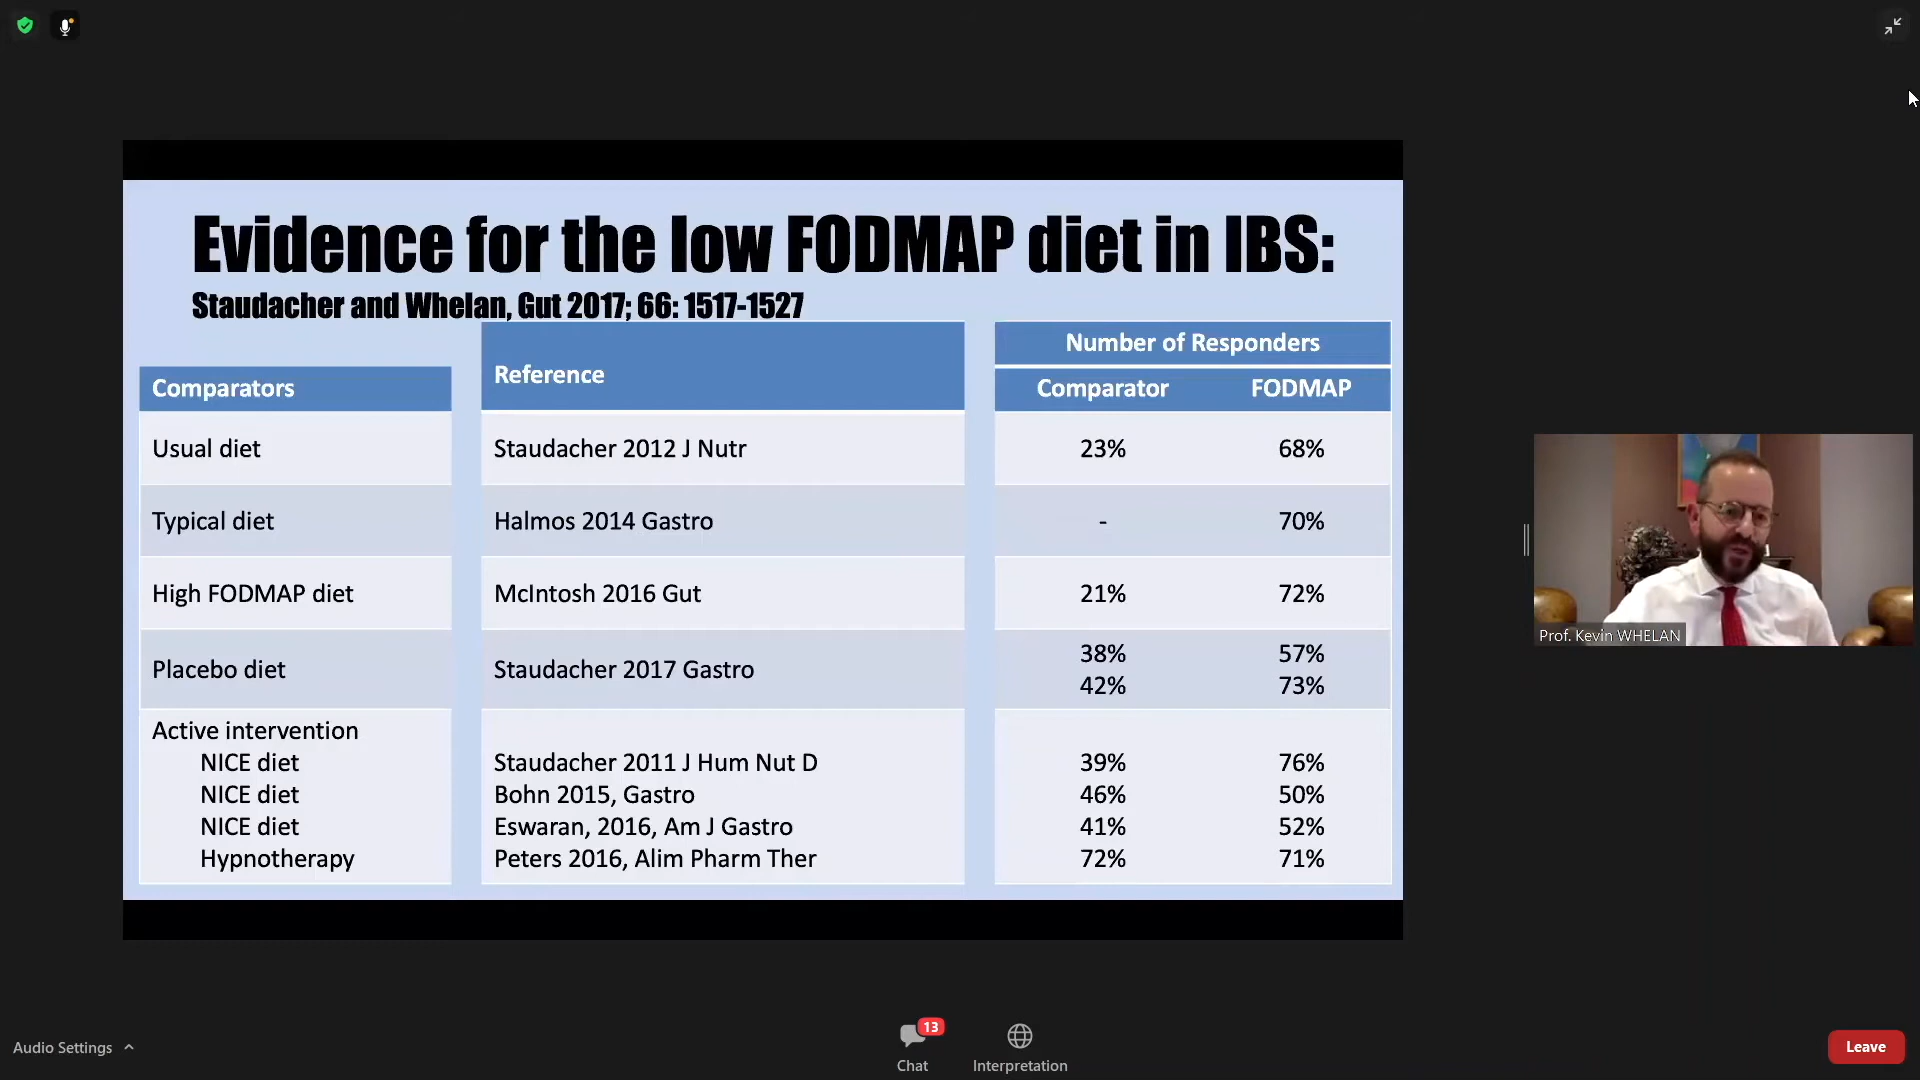 Evidence for the low FODMAP diet in IBS:
Staudacher and Whelan, Gut 2017; 66: 1517-1527
Comparators
Reference
Number of Responders
Comparator FODMAP
Usual diet Staudacher 2012 J Nutr 23% 68%
Typical diet Halmos 2014 Gastro - 70%
High FODMAP diet McIntosh 2016 Gut 21% 72%
Placebo diet Staudacher 2017 Gastro 38% 57%
42% 73%
Active intervention
NICE diet Staudacher 2011 J Hum Nut D 39% 76%
NICE diet Bohn 2015, Gastro 46% 50%
NICE diet Eswaran, 2016, Am J Gastro 41% 52%
Hypnotherapy Peters 2016, Alim Pharm Ther 72% 71%
Prof. Kevin WHELAN
Audio Settings
13
Chat
Interpretation
Leave